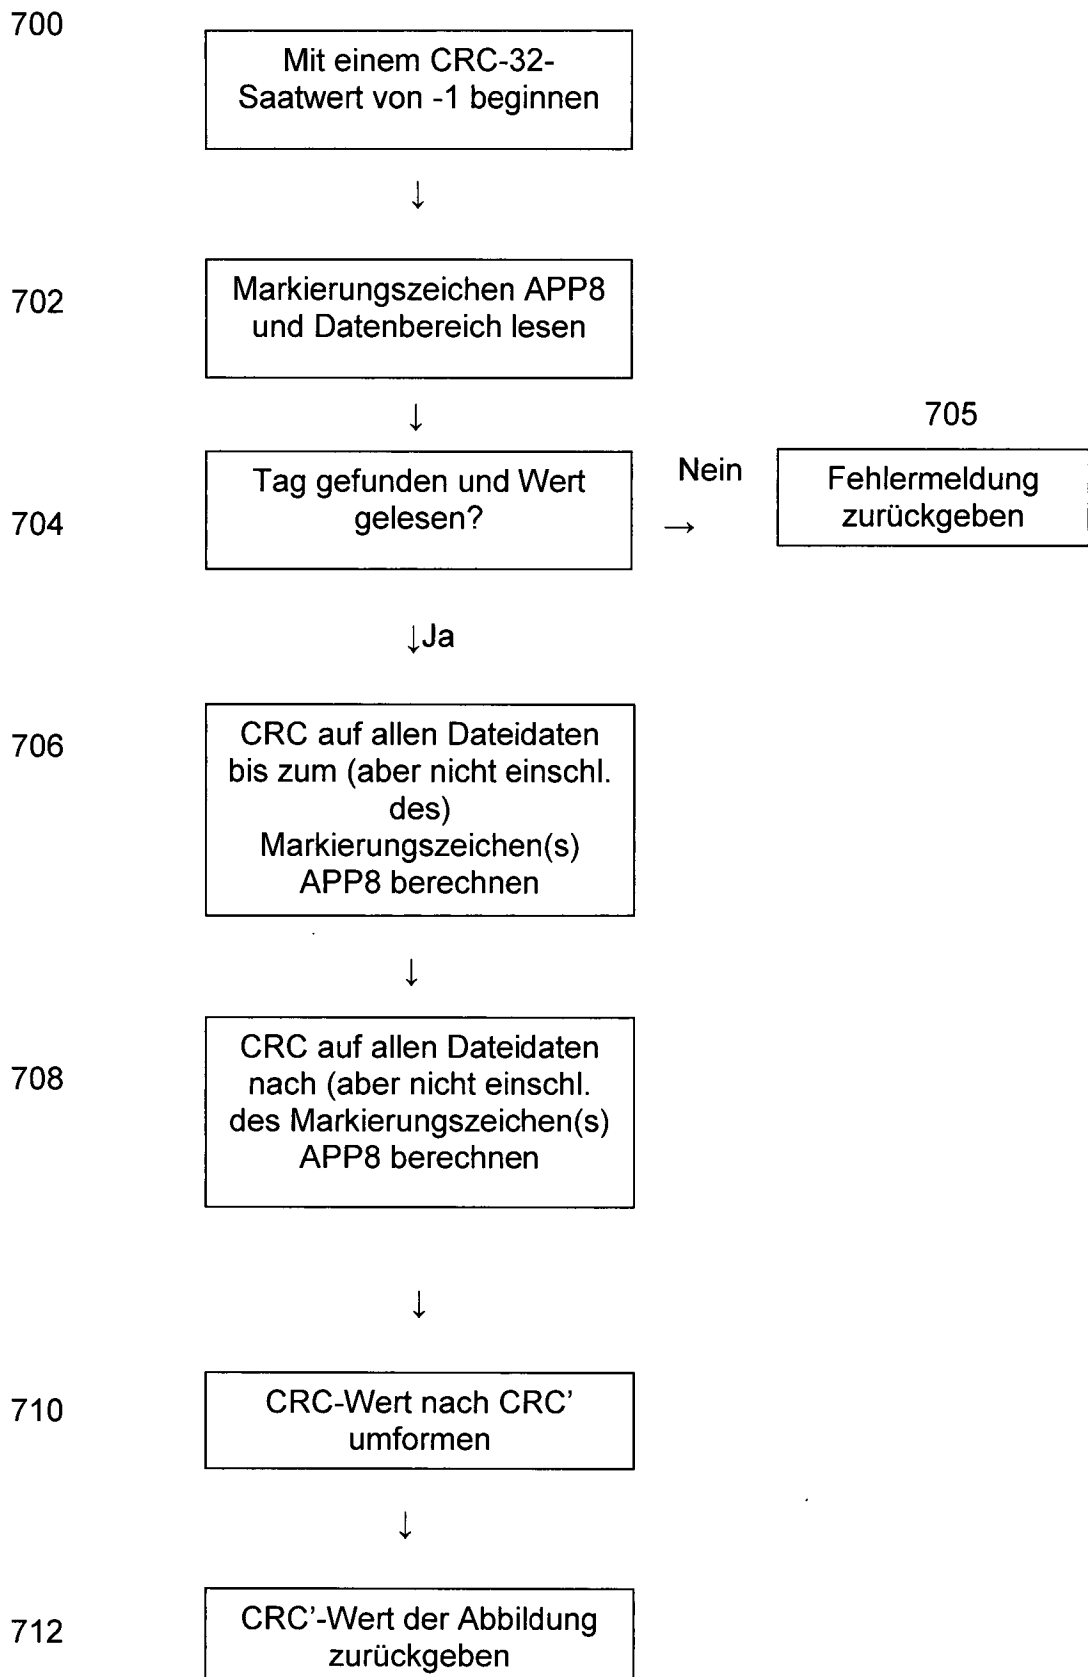 700
Mit einem CRC-32-
Saatwert von -1 beginnen
↓
702
Markierungszeichen APP8
und Datenbereich lesen
↓
704
Tag gefunden und Wert
gelesen?
Nein
→
705
Fehlermeldung
zurückgeben
↓Ja
706
CRC auf allen Dateidaten
bis zum (aber nicht einschl.
des)
Markierungszeichen(s)
APP8 berechnen
↓
708
CRC auf allen Dateidaten
nach (aber nicht einschl.
des Markierungszeichen(s)
APP8 berechnen
↓
710
CRC-Wert nach CRC’
umformen
↓
712
CRC’-Wert der Abbildung
zurückgeben